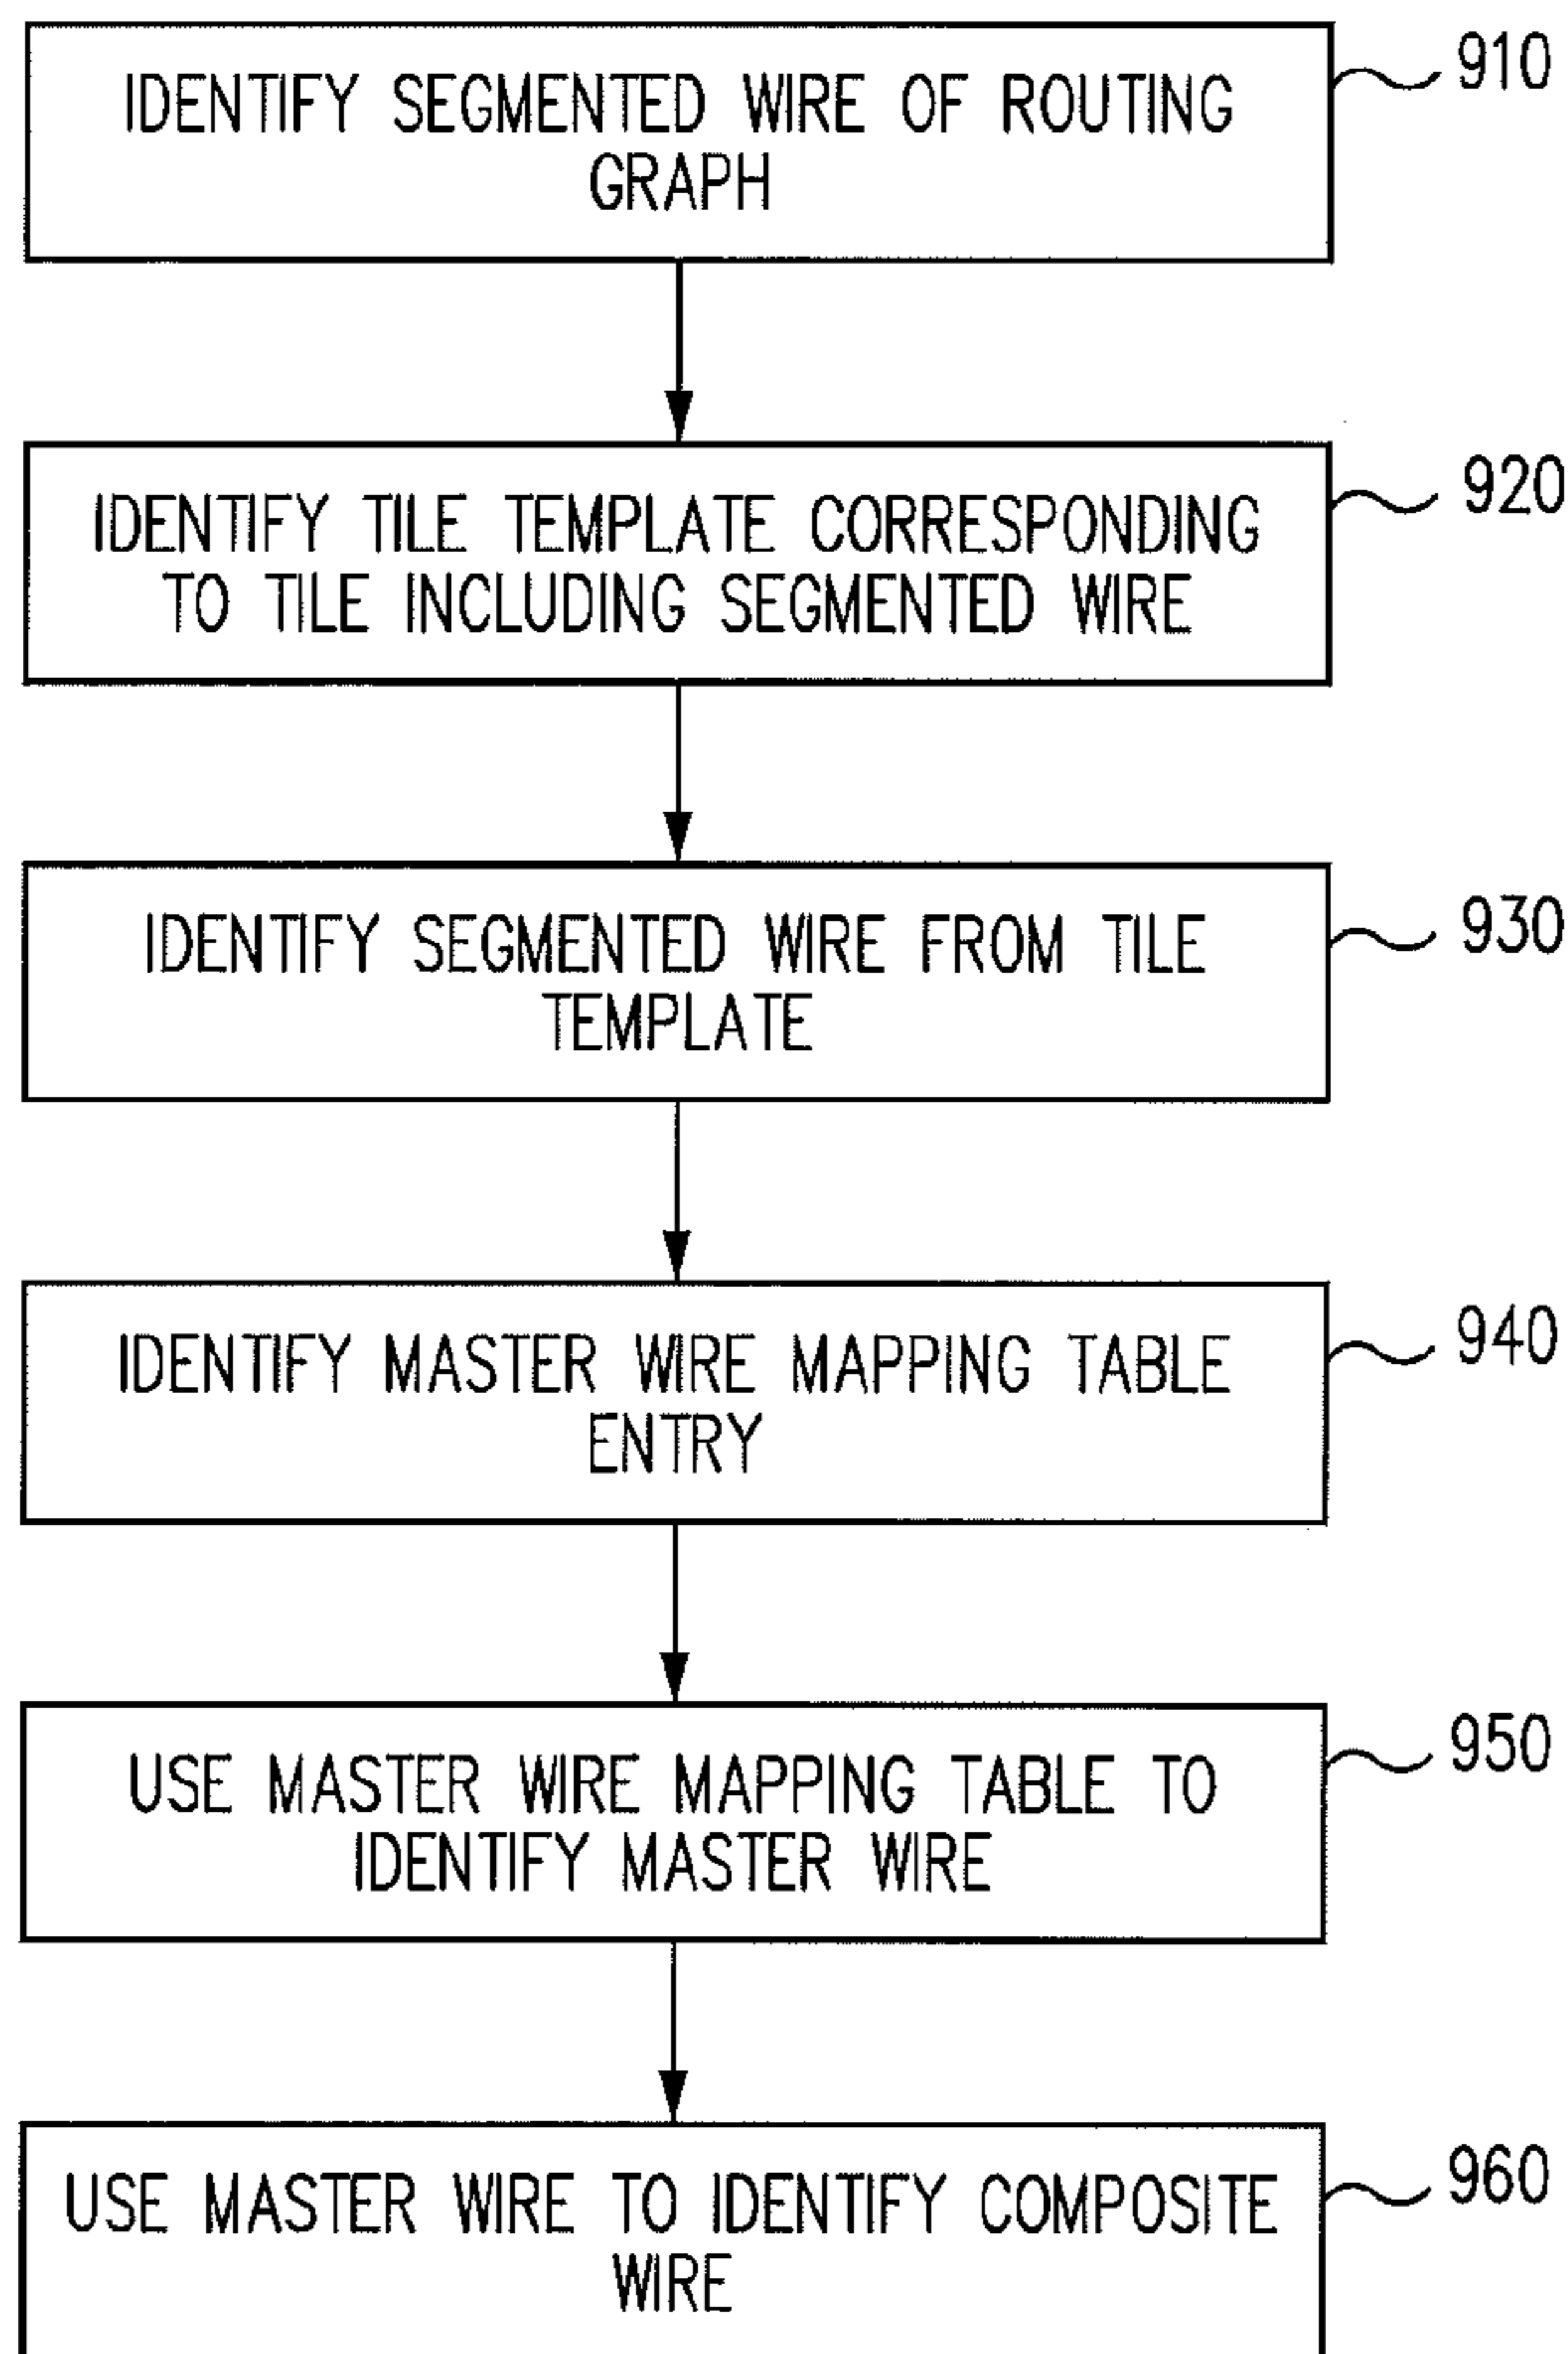 IDENTIFY SEGMENTED WIRE OF ROUTING
GRAPH
910
IDENTIFY TILE TEMPLATE CORRESPONDING
TO TILE INCLUDING SEGMENTED WIRE
920
IDENTIFY SEGMENTED WIRE FROM TILE
TEMPLATE
930
IDENTIFY MASTER WIRE MAPPING TABLE
ENTRY
940
USE MASTER WIRE MAPPING TABLE TO
IDENTIFY MASTER WIRE
950
USE MASTER WIRE TO IDENTIFY COMPOSITE
WIRE
960